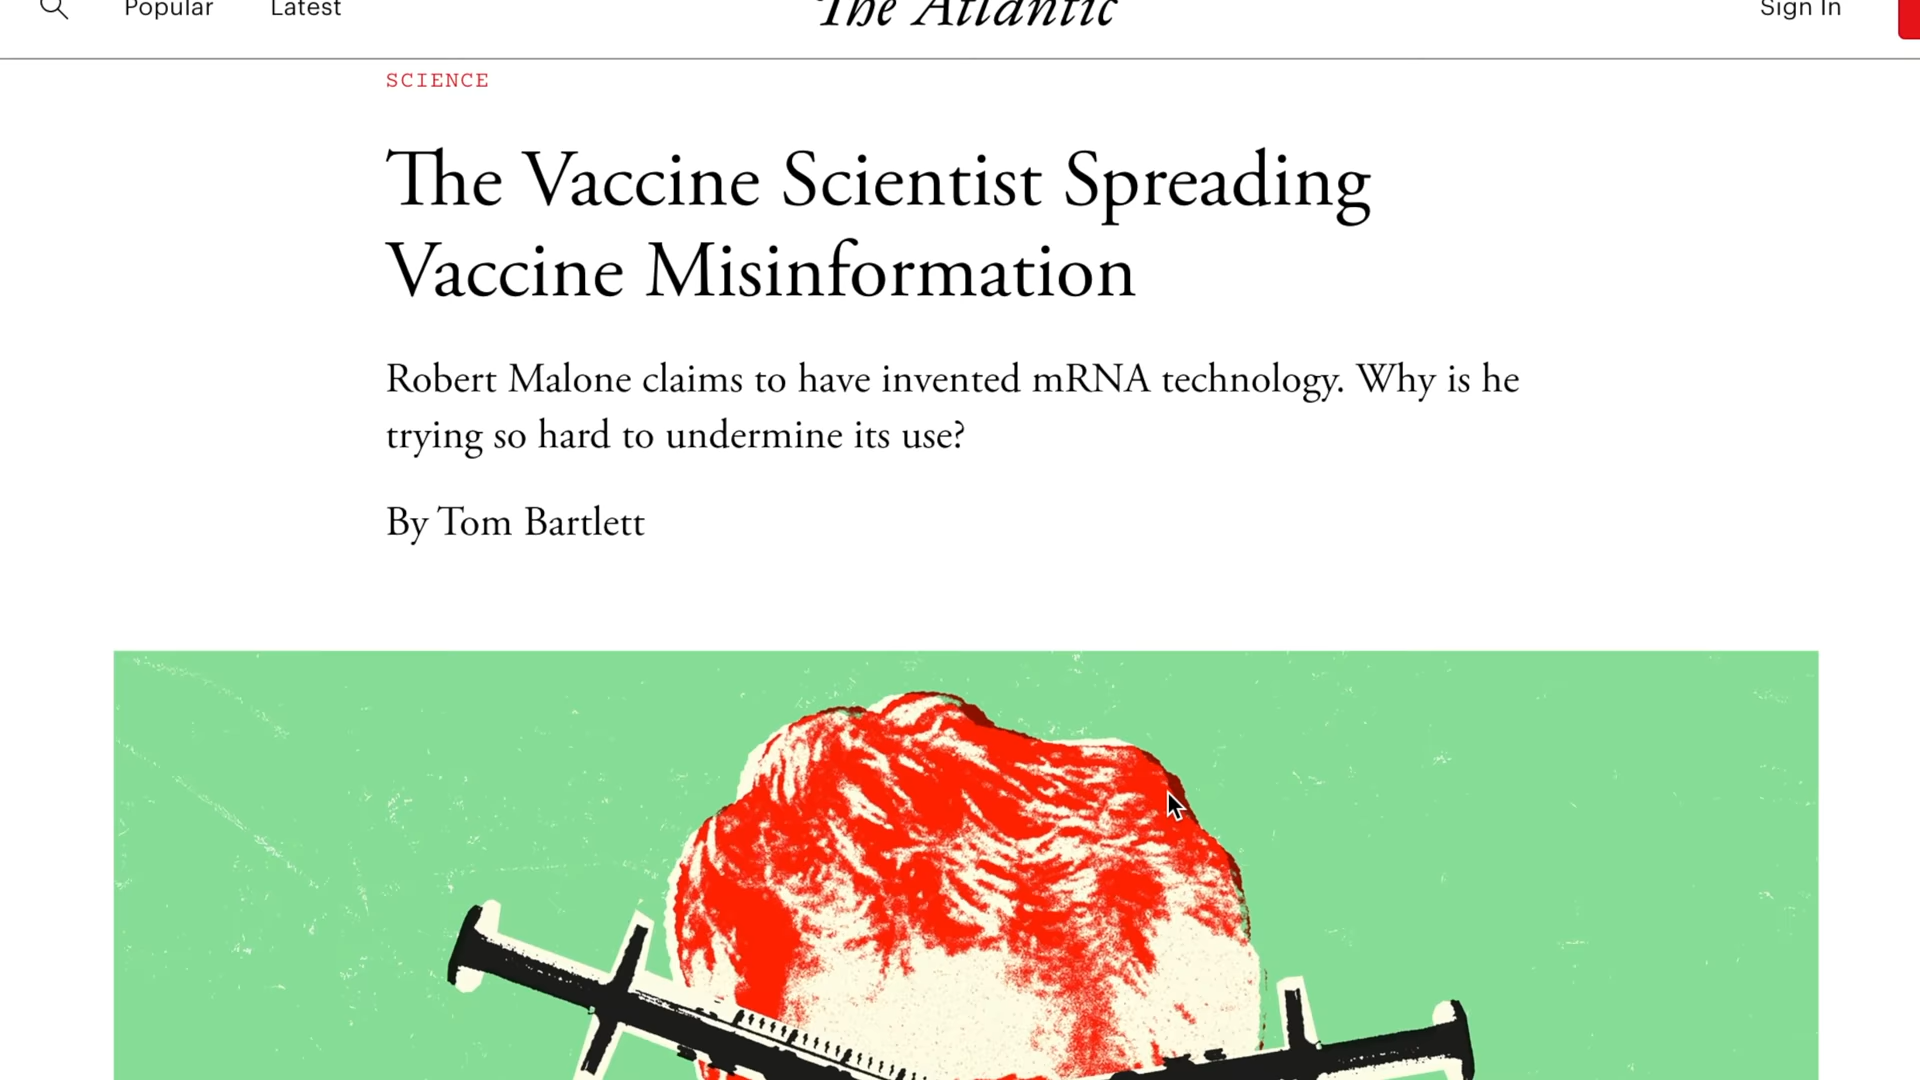 Popular Latest The Atlantic Sign In
SCIENCE
The Vaccine Scientist Spreading
Vaccine Misinformation
Robert Malone claims to have invented mRNA technology. Why is he
trying so hard to undermine its use?
By Tom Bartlett